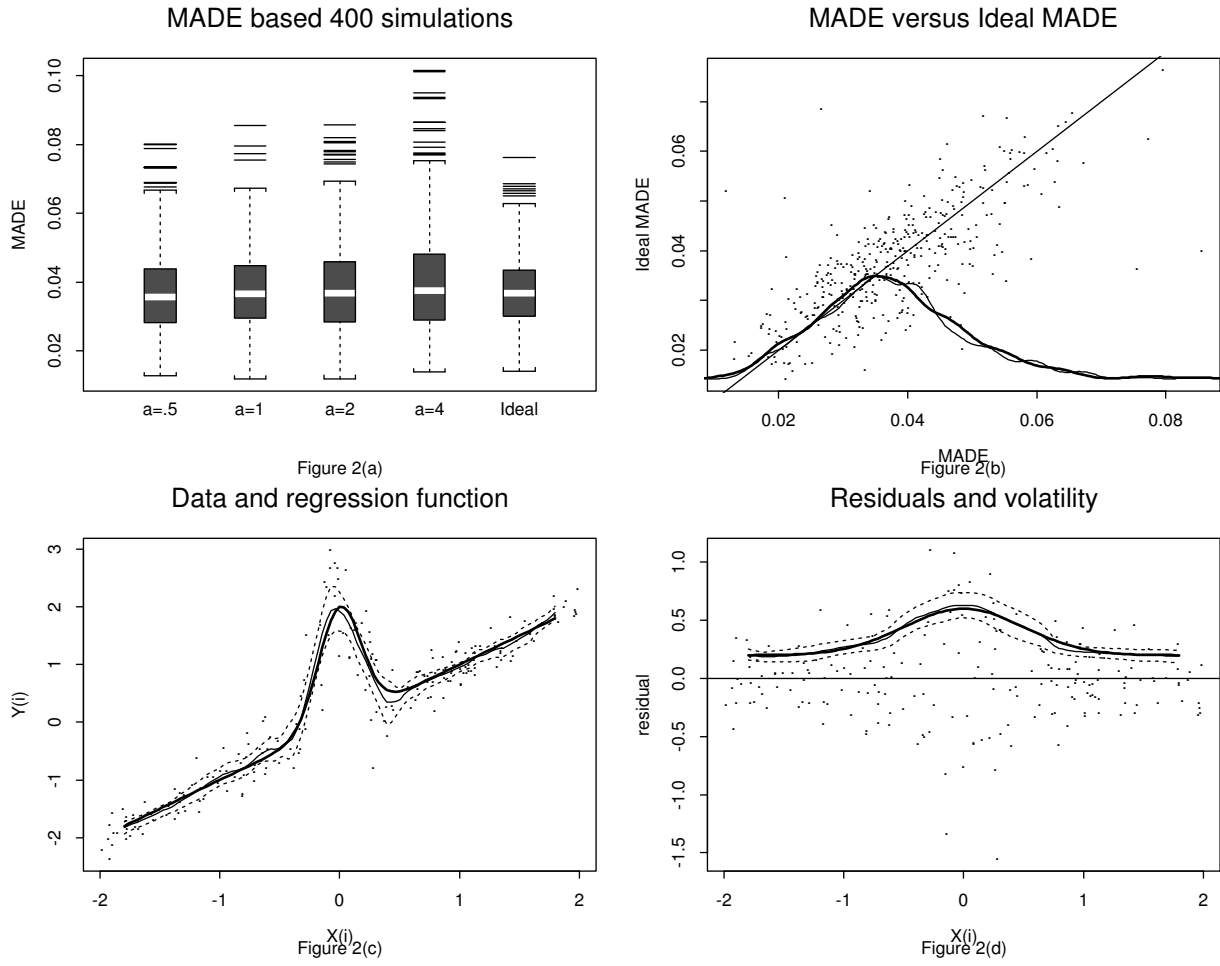 MADE based 400 simulations
MADE
0.10
0.08
0.06
0.04
0.02
a=.5 a=1 a=2 a=4 Ideal
Figure 2(a)
MADE versus Ideal MADE
Ideal MADE
0.06
0.04
0.02
0.02 0.04 0.06 0.08
MADE
Figure 2(b)
Data and regression function
Y(i)
3
2
1
0
-1
-2
-2 -1 0 1 2
X(i)
Figure 2(c)
Residuals and volatility
residual
1.0
0.5
0.0
-0.5
-1.0
-1.5
-2 -1 0 1 2
X(i)
Figure 2(d)